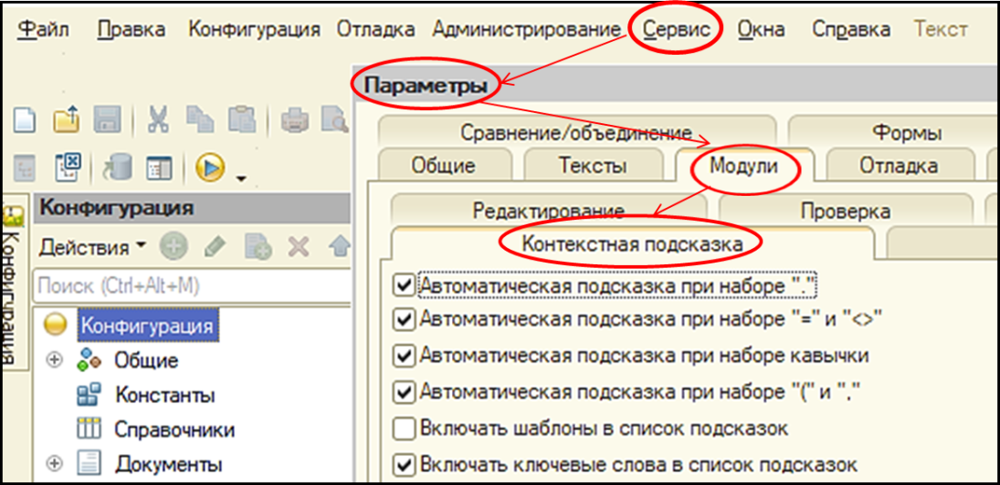 Файл Правка Конфигурация Отладка Администрирование Сервис Окна Справка Текст
Параметры
Сравнение/объединение Формы
Общие Тексты Модули Отладка
Редактирование Проверка
Контекстная подсказка
Автоматическая подсказка при наборе "."
Автоматическая подсказка при наборе "=" и "<>"
Автоматическая подсказка при наборе кавычки
Автоматическая подсказка при наборе "(" и ","
Включать шаблоны в список подсказок
Включать ключевые слова в список подсказок
Конфигурация
Конфигурация
Действия
Поиск (Ctrl+Alt+M)
Конфигурация
Общие
Константы
Справочники
Документы